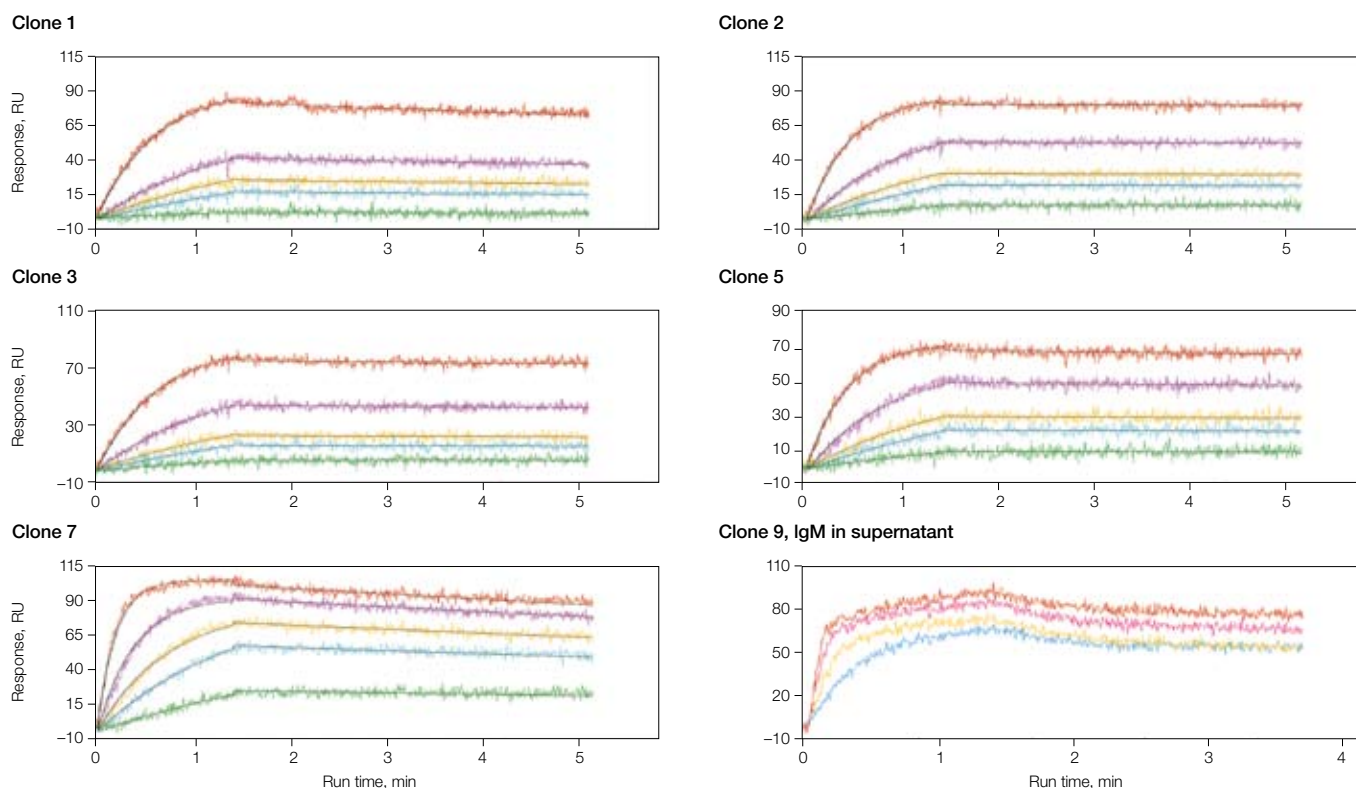 Clone 1
Response, RU
115
90
65
40
15
–10
0 1 2 3 4 5
Clone 2
115
90
65
40
15
–10
0 1 2 3 4 5
Clone 3
Response, RU
110
70
30
–10
0 1 2 3 4 5
Clone 5
90
70
50
30
10
–10
0 1 2 3 4 5
Clone 7
Response, RU
115
90
65
40
15
–10
0 1 2 3 4 5
Run time, min
Clone 9, IgM in supernatant
110
80
50
20
–10
0 1 2 3 4
Run time, min